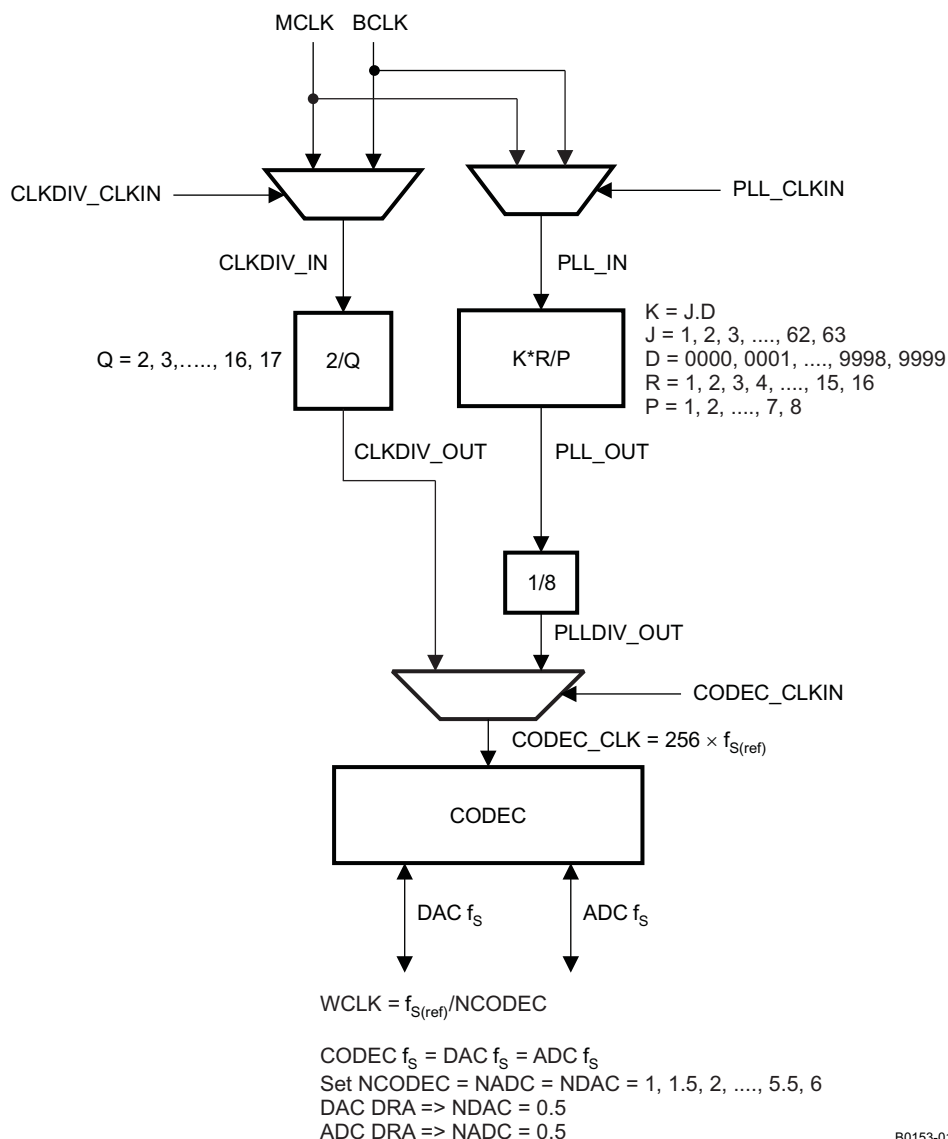 MCLK BCLK
CLKDIV_CLKIN
PLL_CLKIN
CLKDIV_IN
PLL_IN
Q = 2, 3,….., 16, 17
2/Q
K*R/P
K = J.D
J = 1, 2, 3, ...., 62, 63
D = 0000, 0001, ...., 9998, 9999
R = 1, 2, 3, 4, ...., 15, 16
P = 1, 2, ...., 7, 8
CLKDIV_OUT
PLL_OUT
1/8
PLLDIV_OUT
CODEC_CLKIN
CODEC_CLK = 256 × fS(ref)
CODEC
DAC fS
ADC fS
WCLK = fS(ref)/NCODEC
CODEC fS = DAC fS = ADC fS
Set NCODEC = NADC = NDAC = 1, 1.5, 2, ...., 5.5, 6
DAC DRA => NDAC = 0.5
ADC DRA => NADC = 0.5